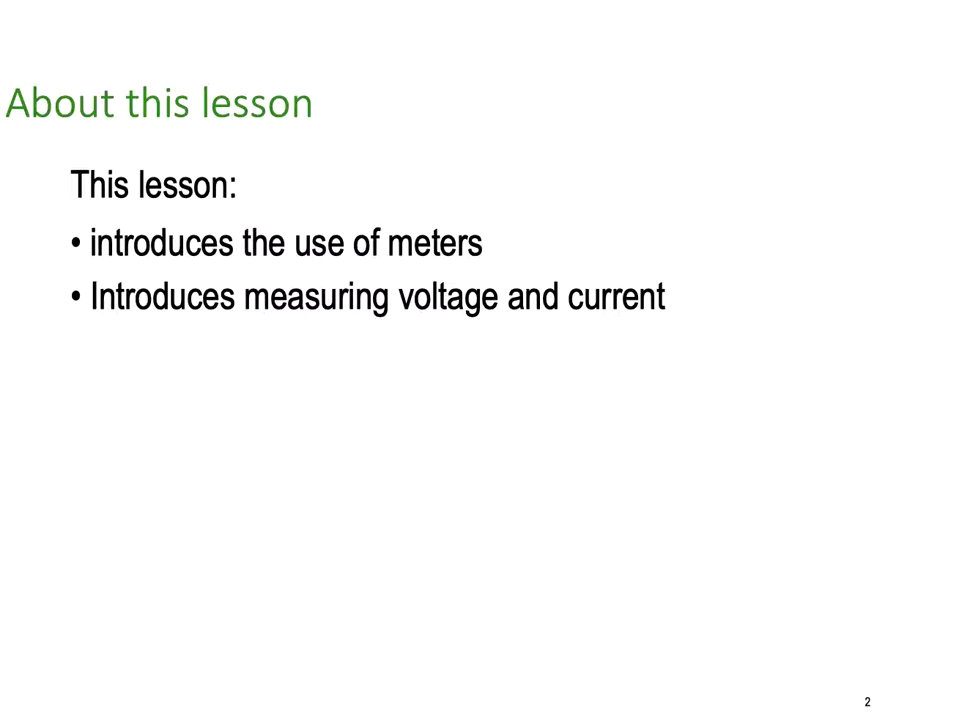 About this lesson
This lesson:
• introduces the use of meters
• Introduces measuring voltage and current
2